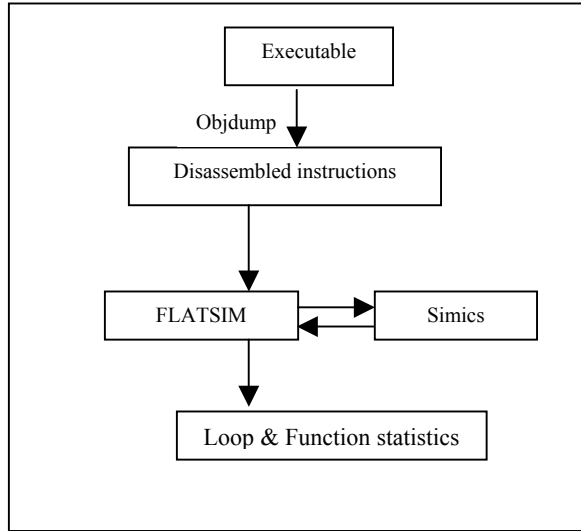 Executable
Objdump
Disassembled instructions
FLATSIM
Simics
Loop & Function statistics